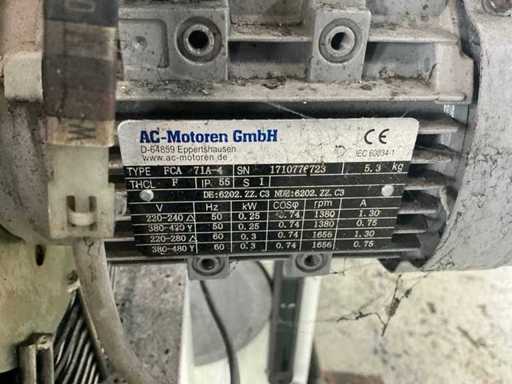 AC-Motoren GmbH
D-64859 Eppertshausen
www.ac-motoren.de
CE
IEC 60034-1
TYPE FCA 71A-4 SN: 1710776723 5,3 kg
THCL F IP 55 S 1
DE:6202.ZZ.C3 NDE:6202.ZZ.C3
V Hz kW COSφ rpm A
220-240 △ 50 0.25 0.74 1380 1.30
380-420 Y 50 0.25 0.74 1380 0.75
220-280 △ 60 0.3 0.74 1656 1.30
380-480 Y 60 0.3 0.74 1656 0.75